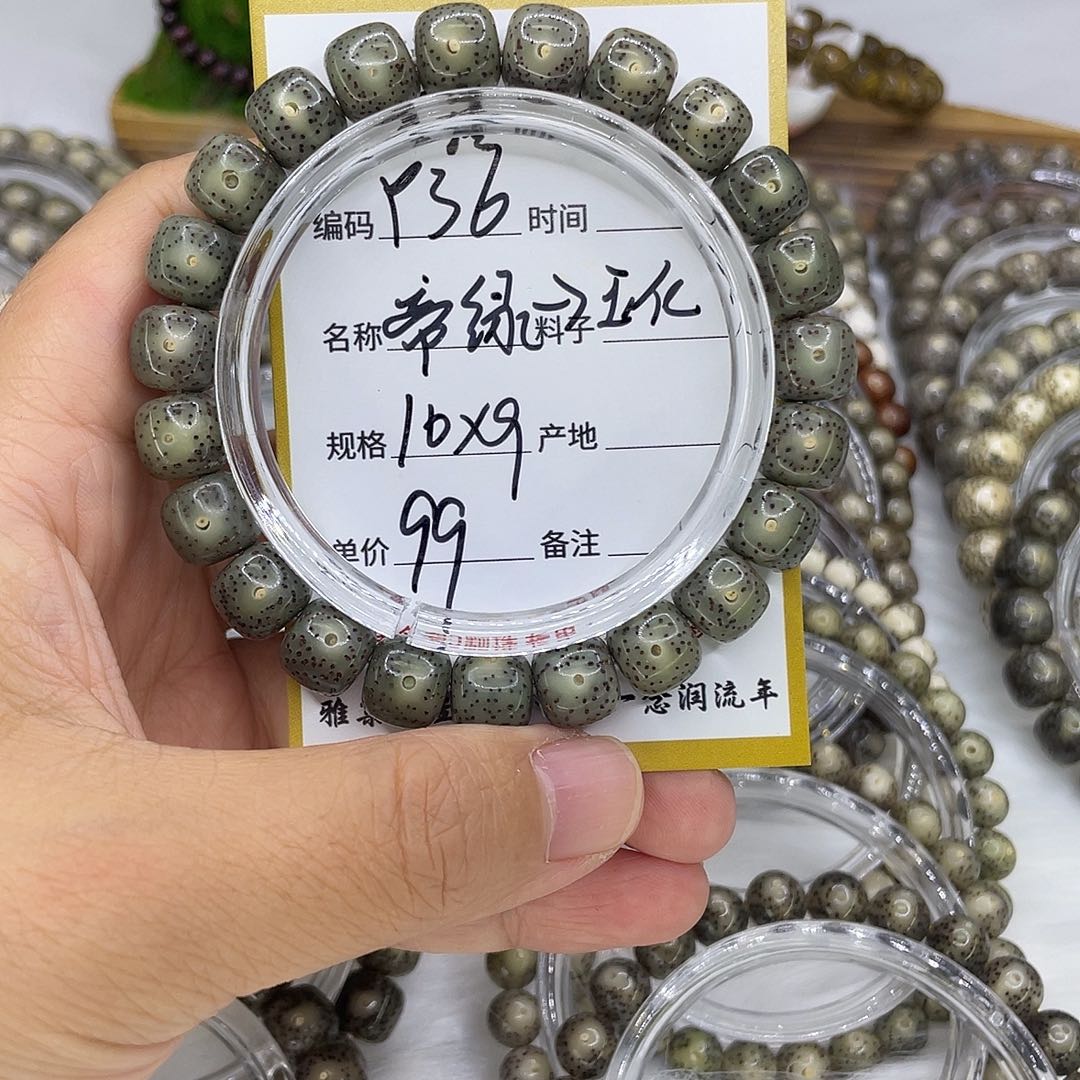 编码 Y36 时间
名称 帝绿→玉化 料子
规格 10x9 产地
单价 99 备注
雅 念润流年